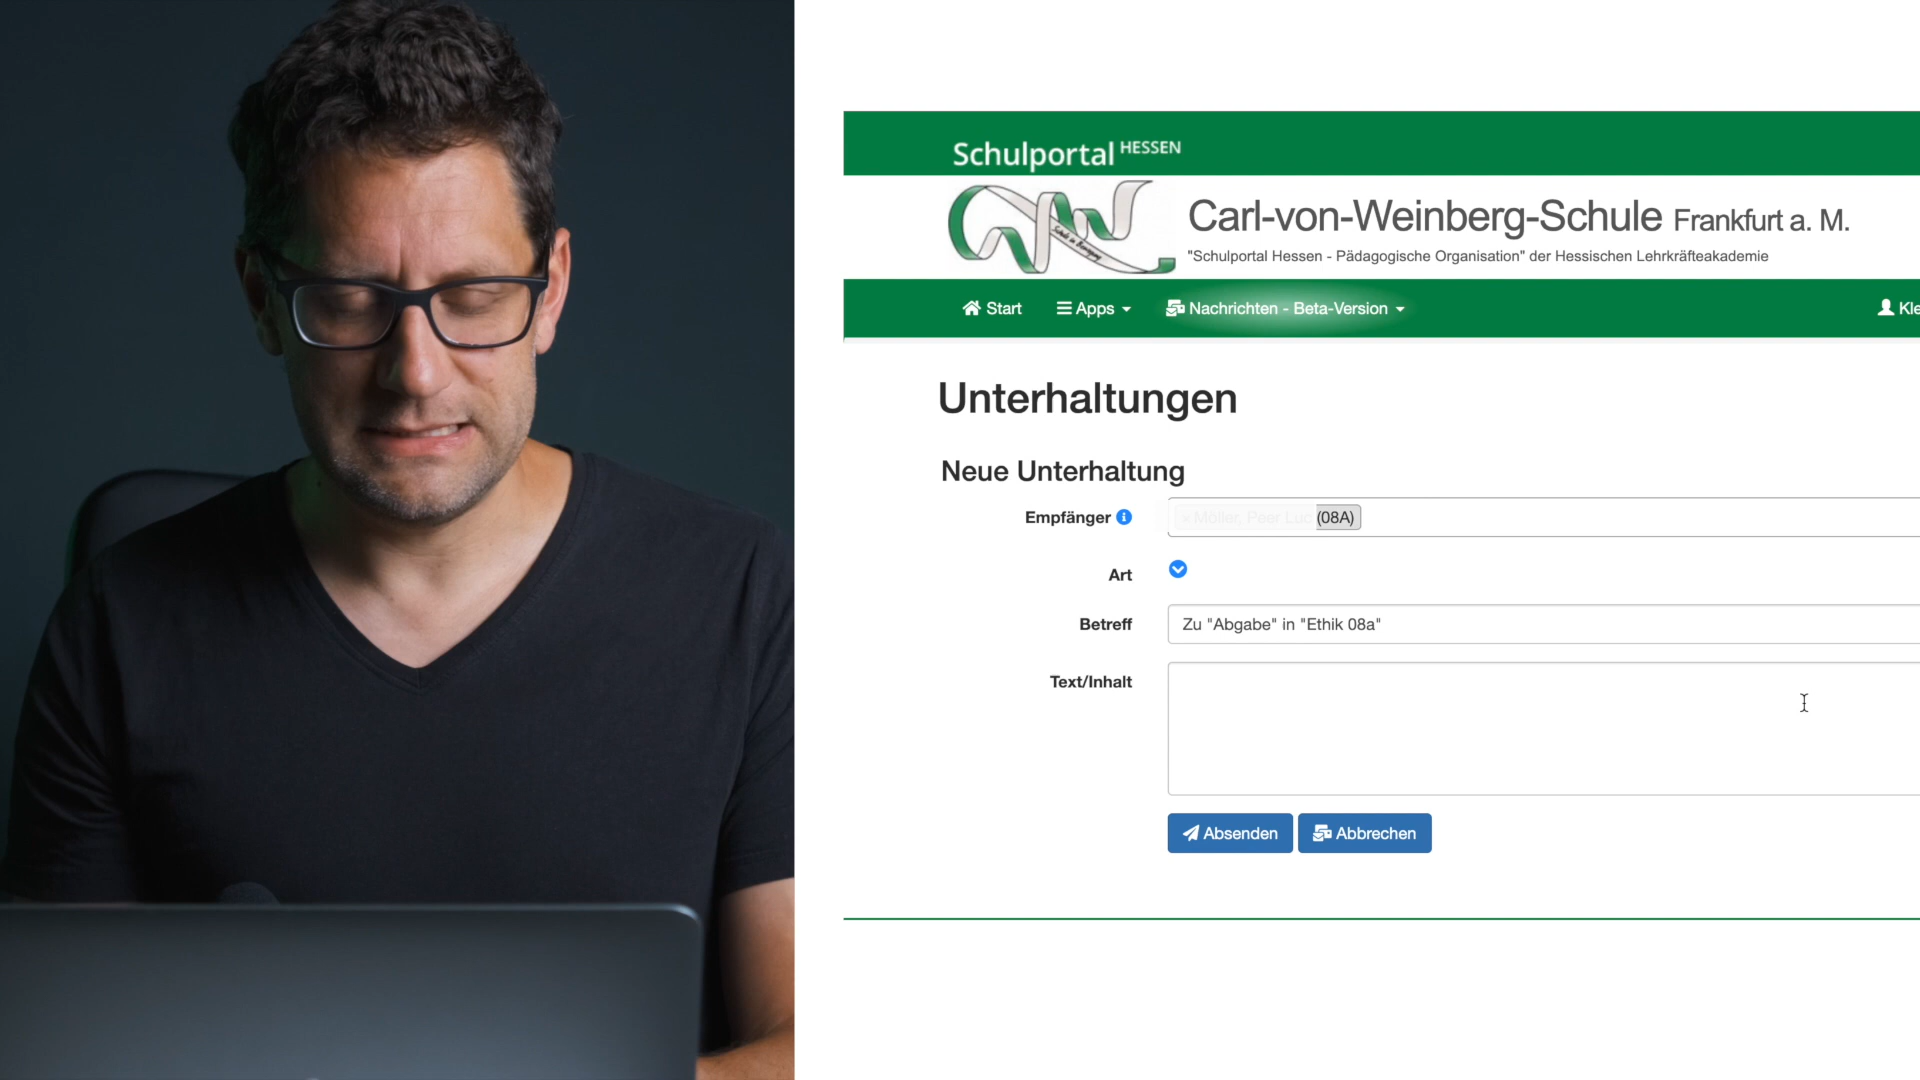 Schulportal HESSEN
Carl-von-Weinberg-Schule Frankfurt a. M.
"Schulportal Hessen - Pädagogische Organisation" der Hessischen Lehrkräfteakademie
Start Apps Nachrichten - Beta-Version Kle
Unterhaltungen
Neue Unterhaltung
Empfänger (08A)
Art
Betreff Zu "Abgabe" in "Ethik 08a"
Text/Inhalt
Absenden Abbrechen